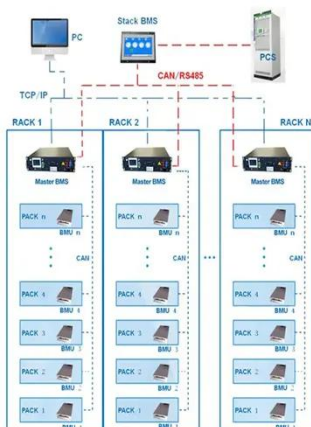 PC
Stack BMS
PCS
CAN/RS485
TCP/IP
RACK 1
RACK 2
RACK N
Master BMS
Master BMS
Master BMS
PACK n
PACK n
PACK n
BMU n
BMU n
BMU n
CAN
CAN
CAN
PACK 4
PACK 4
PACK 4
BMU 4
BMU 4
BMU 4
PACK 3
PACK 3
PACK 3
BMU 3
BMU 3
BMU 3
PACK 2
PACK 2
PACK 2
BMU 2
BMU 2
BMU 2
PACK 1
PACK 1
PACK 1